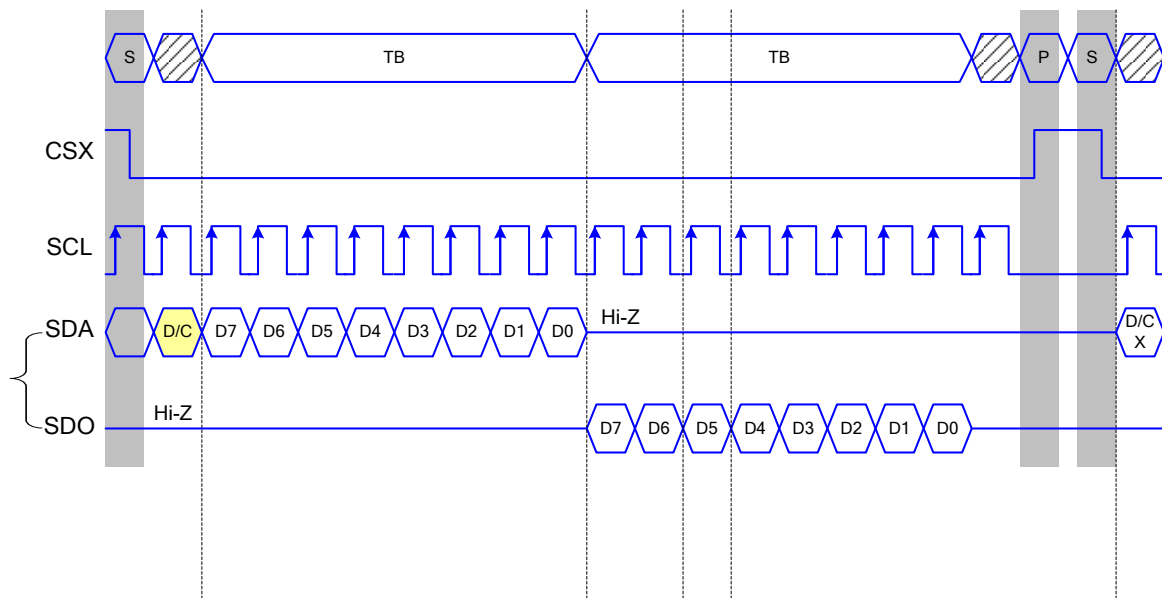 S TB TB P S
CSX
SCL
SDA D/C D7 D6 D5 D4 D3 D2 D1 D0 Hi-Z D/C
X
SDO Hi-Z D7 D6 D5 D4 D3 D2 D1 D0